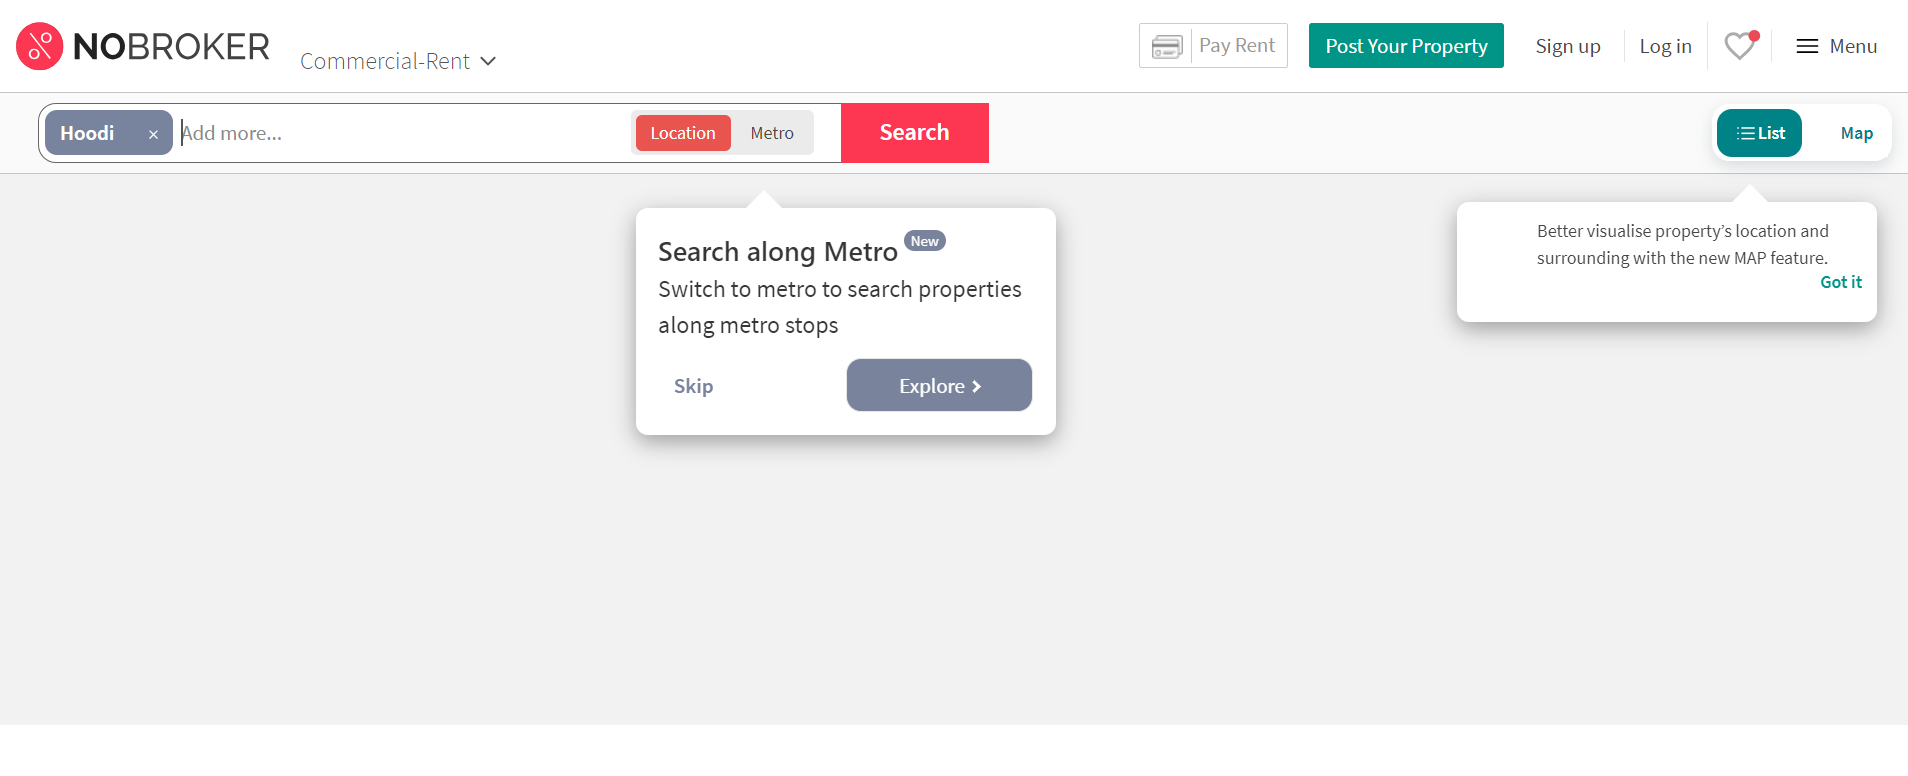 NOBROKER
Commercial-Rent
Pay Rent
Post Your Property
Sign up
Log in
Menu
Hoodi ×
Add more...
Location
Metro
Search
List
Map
Search along Metro New
Switch to metro to search properties
along metro stops
Skip
Explore
Better visualise property’s location and
surrounding with the new MAP feature.
Got it